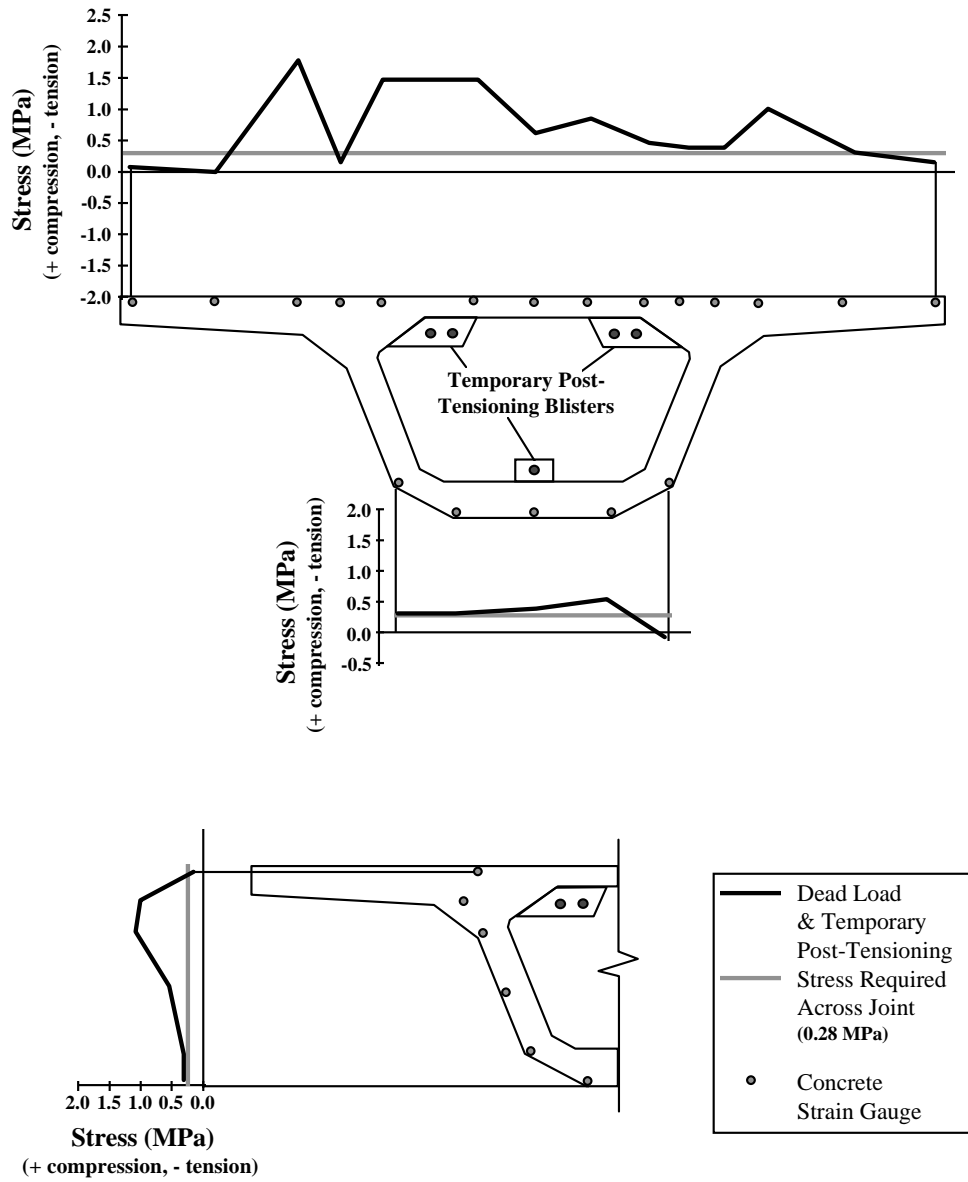 2.5
2.0
1.5
1.0
0.5
0.0
-0.5
-1.0
-1.5
-2.0
Stress (MPa)
(+ compression, - tension)
Temporary Post-
Tensioning Blisters
2.0
1.5
1.0
0.5
0.0
-0.5
Stress (MPa)
(+ compression, - tension)
2.0 1.5 1.0 0.5 0.0
Stress (MPa)
(+ compression, - tension)
Dead Load
& Temporary
Post-Tensioning
Stress Required
Across Joint
(0.28 MPa)
Concrete
Strain Gauge